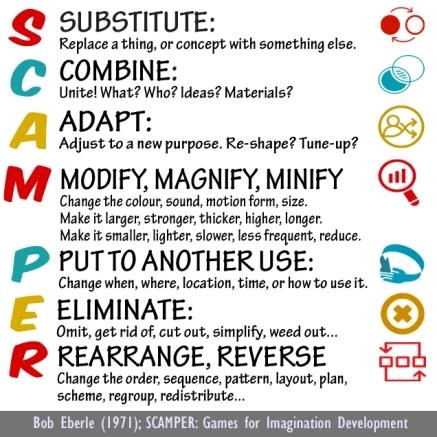 SUBSTITUTE:
Replace a thing, or concept with something else.
COMBINE:
Unite! What? Who? Ideas? Materials?
ADAPT:
Adjust to a new purpose. Re-shape? Tune-up?
MODIFY, MAGNIFY, MINIFY
Change the colour, sound, motion form, size.
Make it larger, stronger, thicker, higher, longer.
Make it smaller, lighter, slower, less frequent, reduce.
PUT TO ANOTHER USE:
Change when, where, location, time, or how to use it.
ELIMINATE:
Omit, get rid of, cut out, simplify, weed out...
REARRANGE, REVERSE
Change the order, sequence, pattern, layout, plan,
scheme, regroup, redistribute...
S
C
A
M
P
E
R
Bob Eberle (1971); SCAMPER: Games for Imagination Development